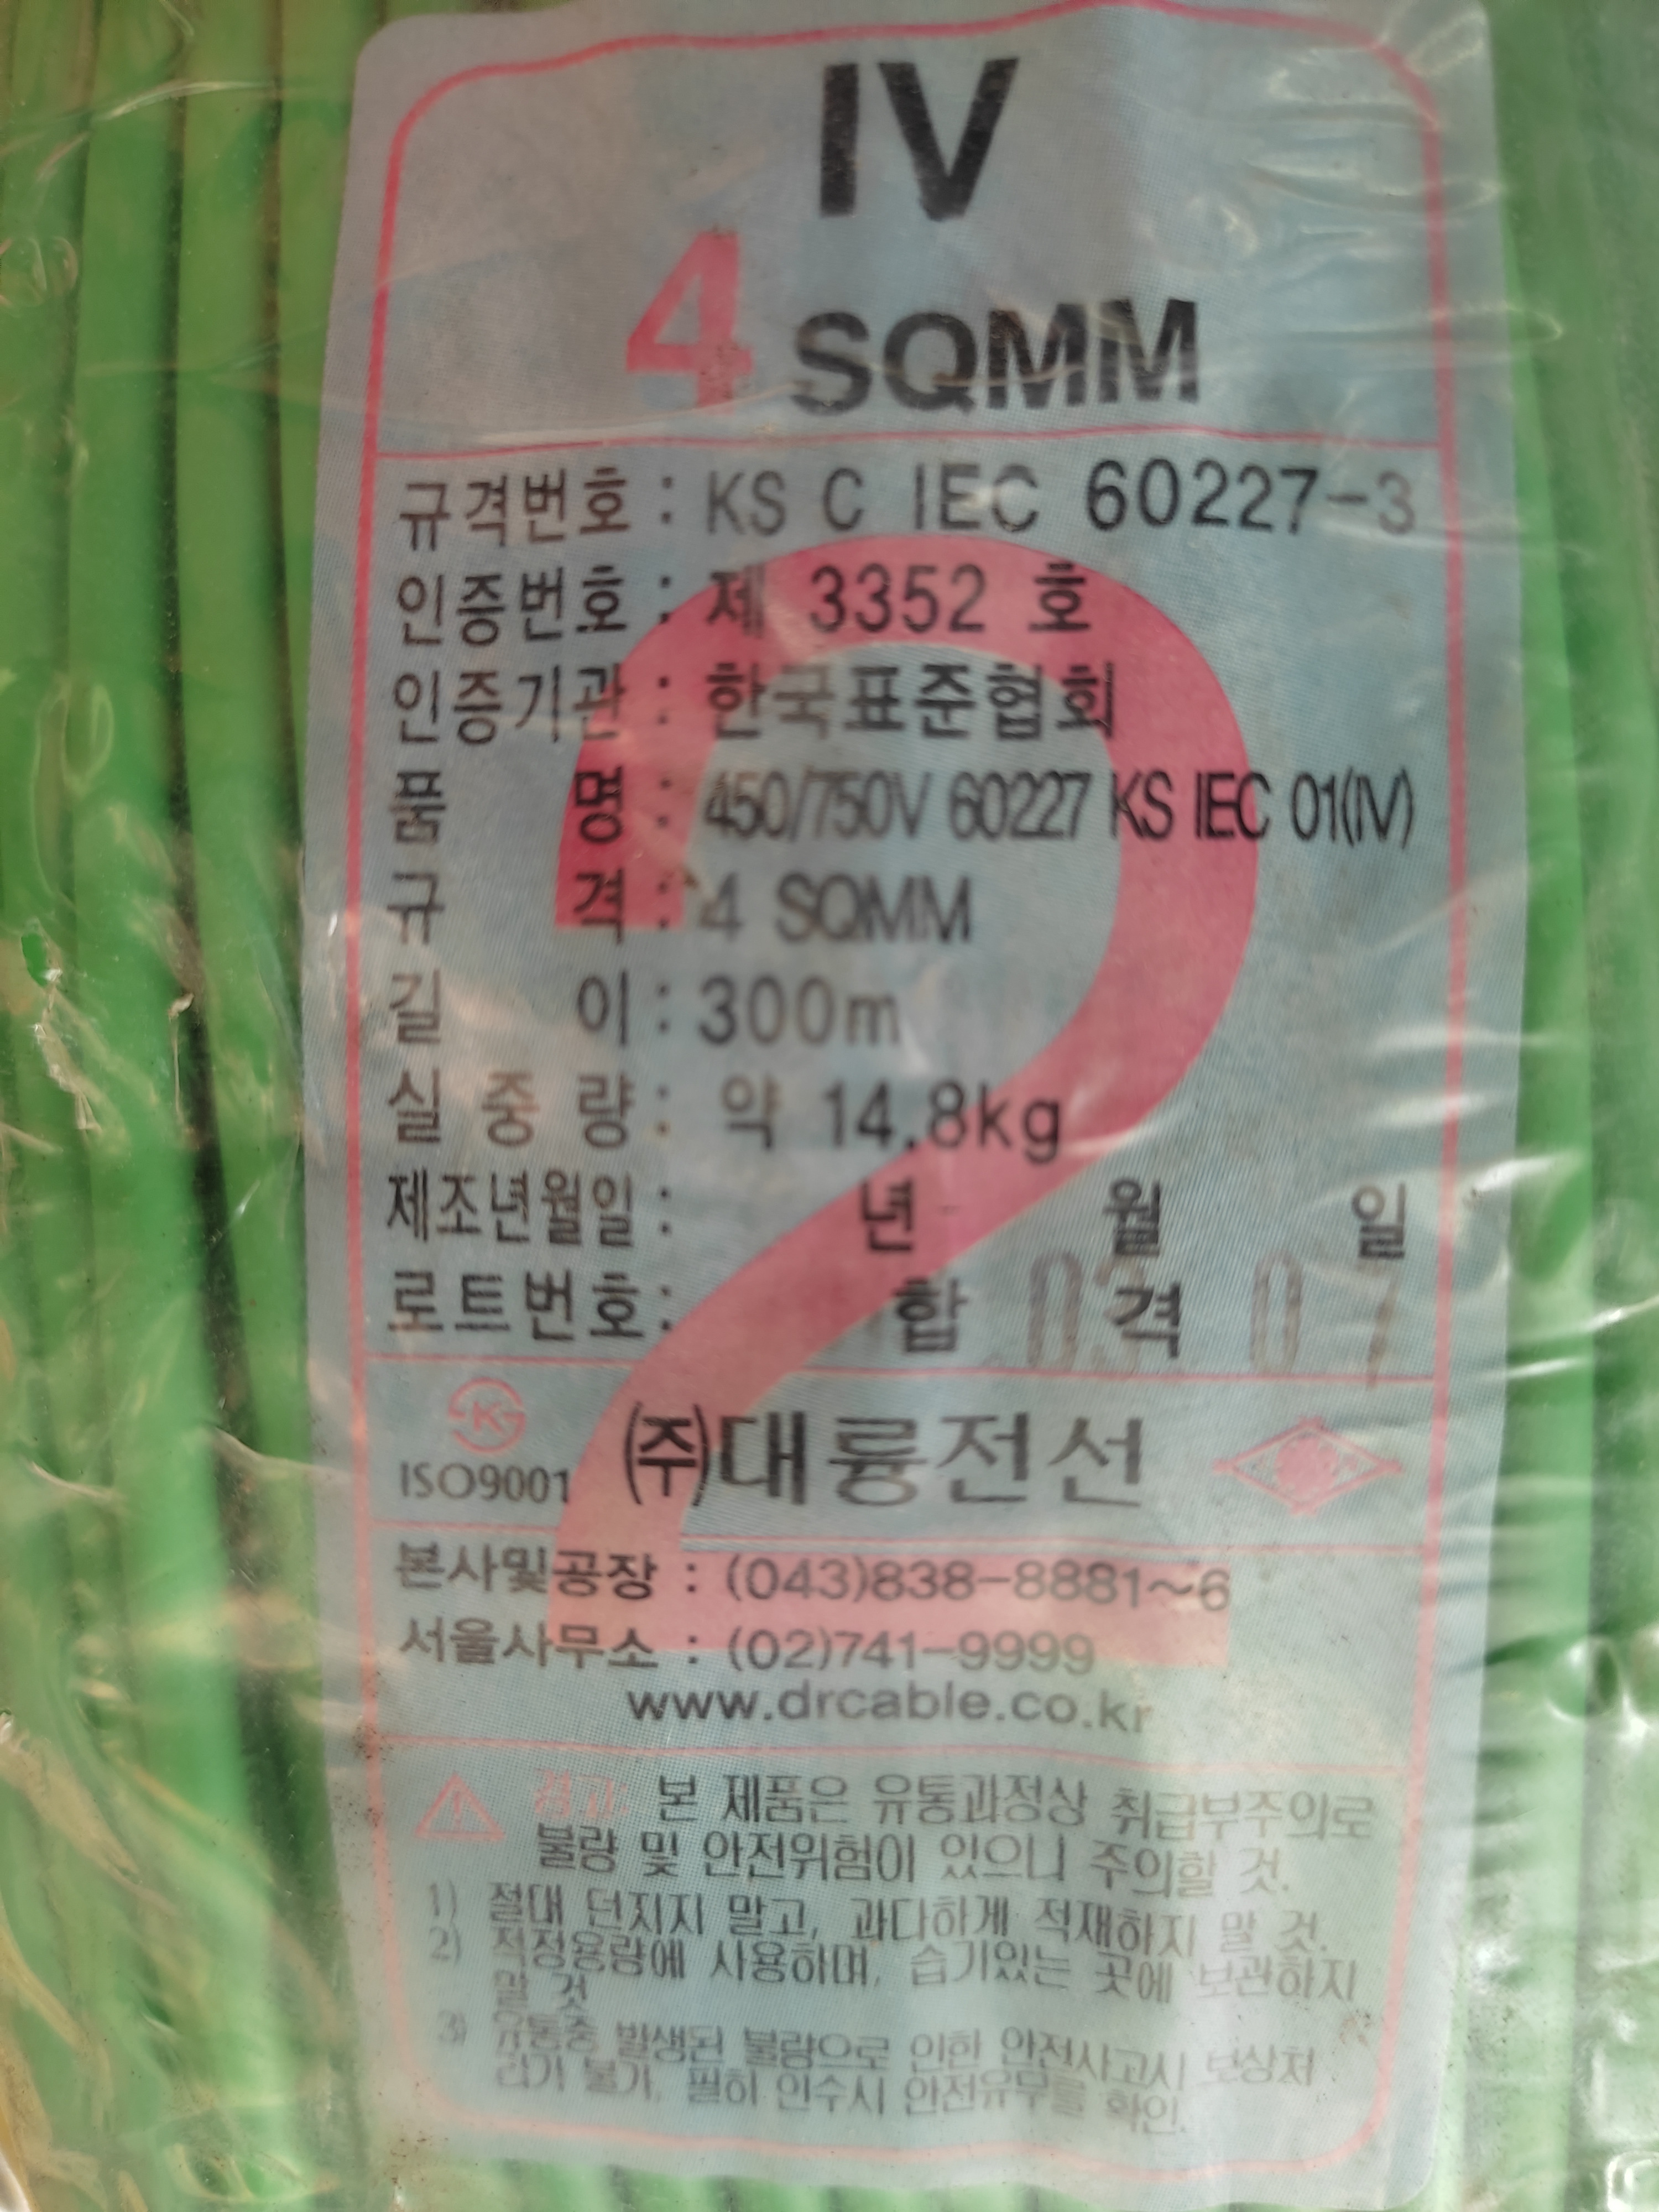 IV
4 SQMM
규격번호 : KS C IEC 60227-3
인증번호 : 제 3352 호
인증기관 : 한국표준협회
품 명 : 450/750V 60227 KS IEC 01(IV)
규 격 : 4 SQMM
길 이 : 300m
실 중 량 : 약 14.8kg
제조년월일 : 년 월 일
로트번호 : 합 격
03 07
2
ISO9001 ㈜대륭전선
본사및공장 : (043)838-8881~6
서울사무소 : (02)741-9999
www.drcable.co.kr
경고: 본 제품은 유통과정상 취급부주의로
불량 및 안전위험이 있으니 주의할 것.
1) 절대 던지지 말고, 과다하게 적재하지 말 것.
2) 적정용량에 사용하며, 습기있는 곳에 보관하지
말 것
3) 유통중 발생된 불량으로 인한 안전사고시 보상처
리가 불가, 필히 인수시 안전유무를 확인.